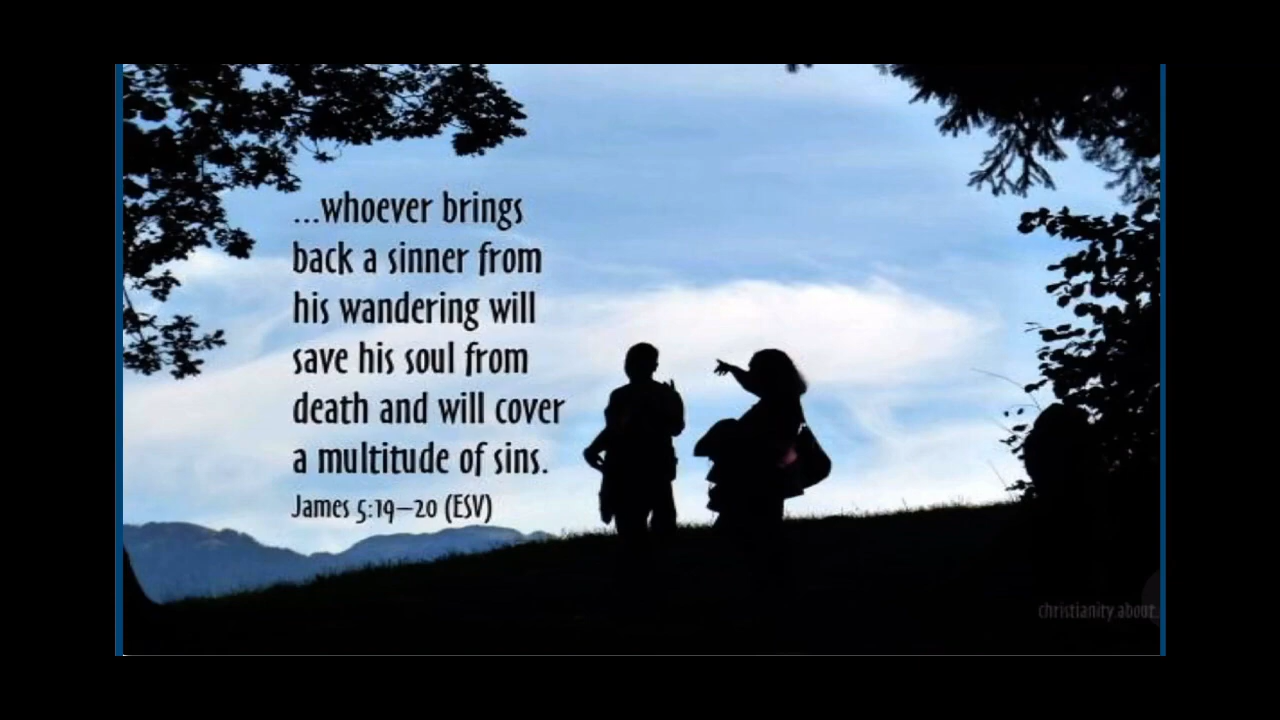 ...whoever brings
back a sinner from
his wandering will
save his soul from
death and will cover
a multitude of sins.
James 5:19–20 (ESV)
christianity.about.